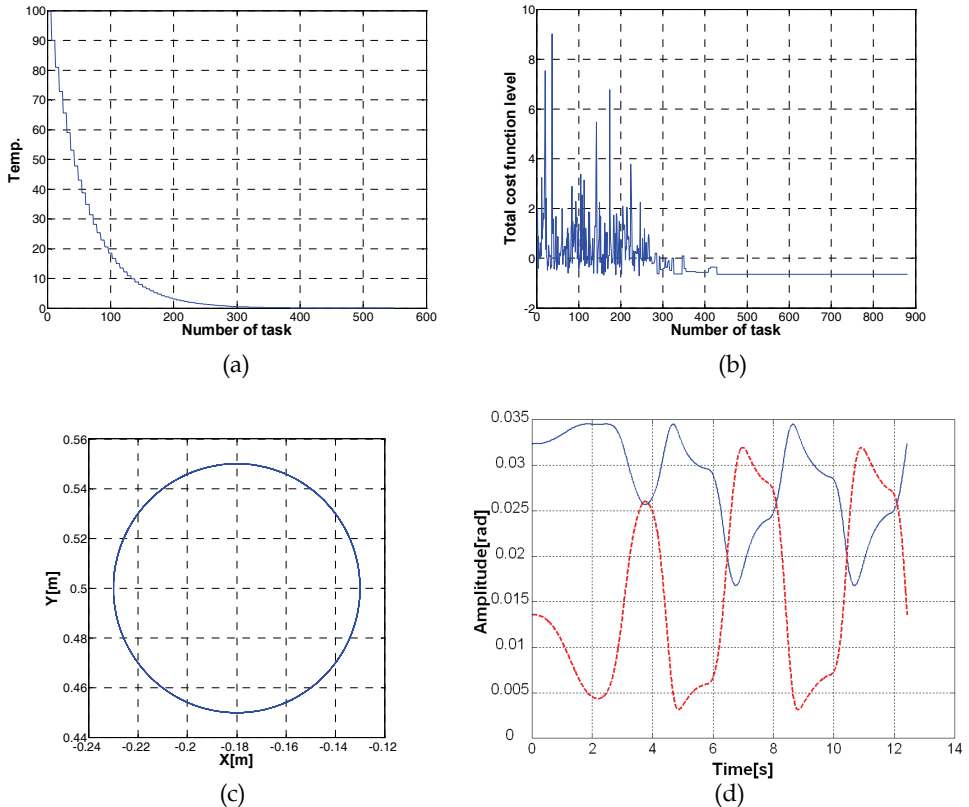 100
90
80
70
60
50
40
30
20
10
0
Temp.
0 100 200 300 400 500 600
Number of task
(a)
10
8
6
4
2
0
-2
Total cost function level
0 100 200 300 400 500 600 700 800 900
Number of task
(b)
0.56
0.54
0.52
0.5
0.48
0.46
0.44
Y[m]
-0.24 -0.22 -0.2 -0.18 -0.16 -0.14 -0.12
X[m]
(c)
0.035
0.03
0.025
0.02
0.015
0.01
0.005
0
Amplitude[rad]
0 2 4 6 8 10 12 14
Time[s]
(d)